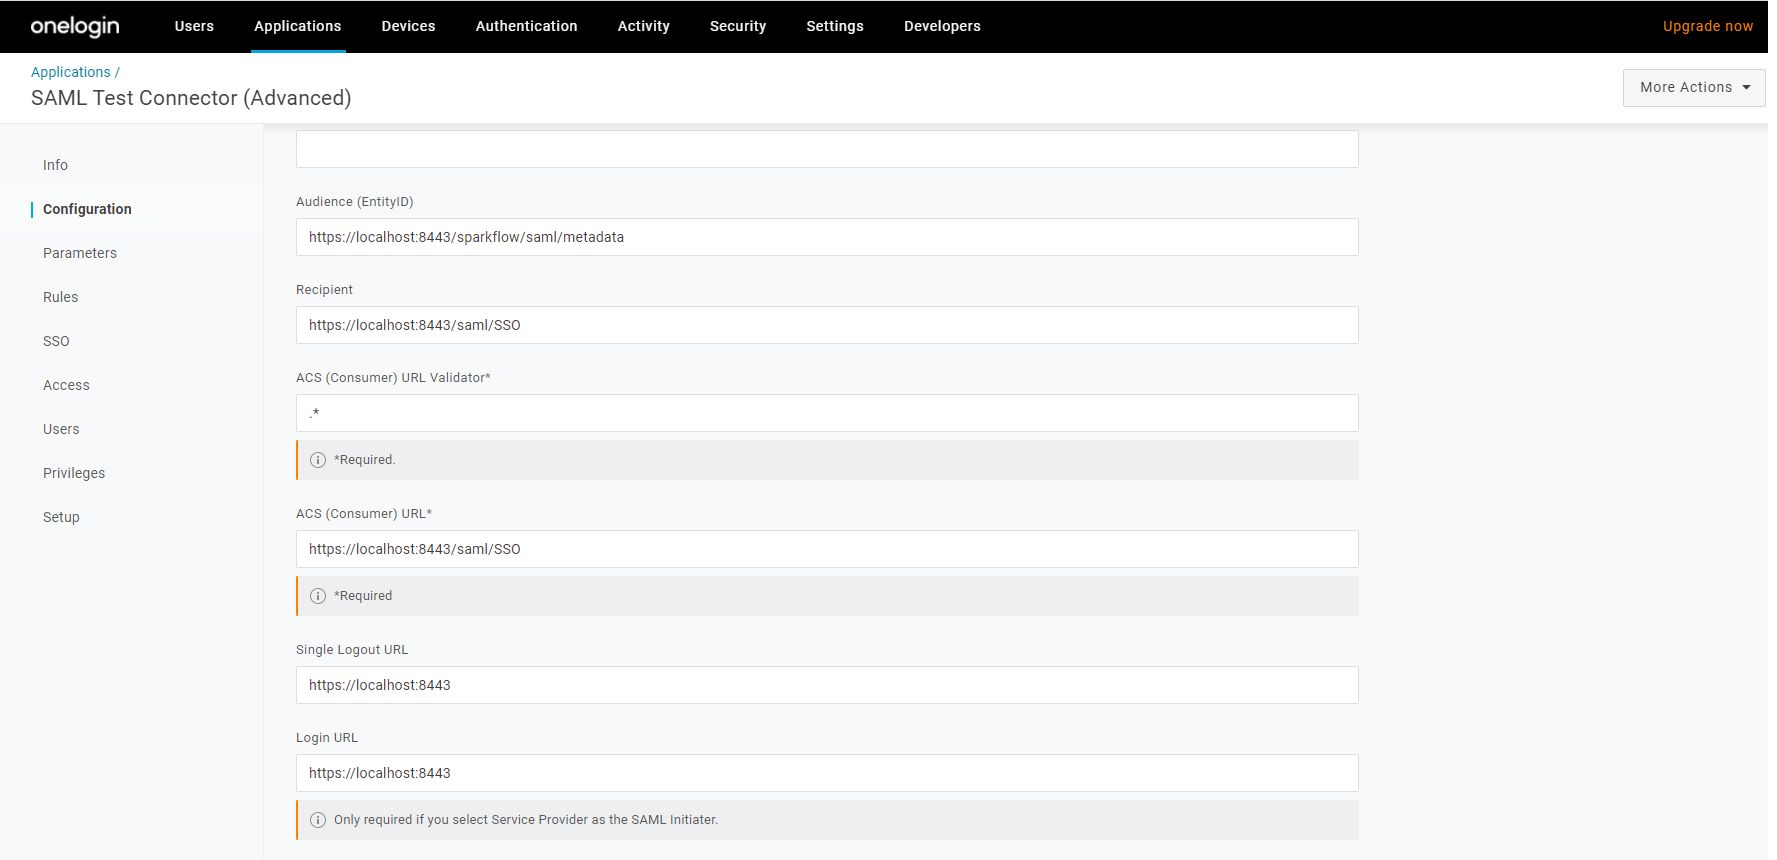 onelogin Users Applications Devices Authentication Activity Security Settings Developers Upgrade now
Applications /
SAML Test Connector (Advanced)
More Actions
Info
Configuration
Parameters
Rules
SSO
Access
Users
Privileges
Setup
Audience (EntityID)
https://localhost:8443/sparkflow/saml/metadata
Recipient
https://localhost:8443/saml/SSO
ACS (Consumer) URL Validator*
.*
*Required.
ACS (Consumer) URL*
https://localhost:8443/saml/SSO
*Required
Single Logout URL
https://localhost:8443
Login URL
https://localhost:8443
Only required if you select Service Provider as the SAML Initiater.